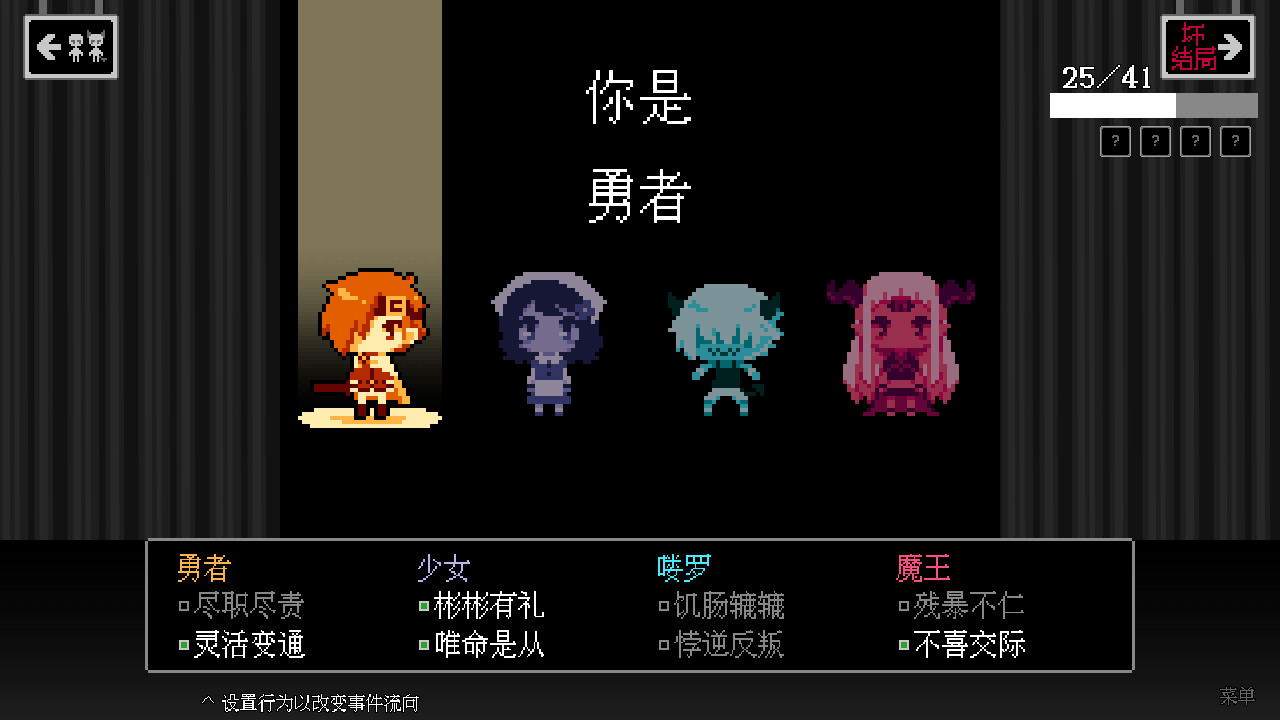 坏
结局
25/41
? ? ? ?
你是
勇者
勇者 少女 喽罗 魔王
尽职尽责 彬彬有礼 饥肠辘辘 残暴不仁
灵活变通 唯命是从 悖逆反叛 不喜交际
^ 设置行为以改变事件流向
菜单